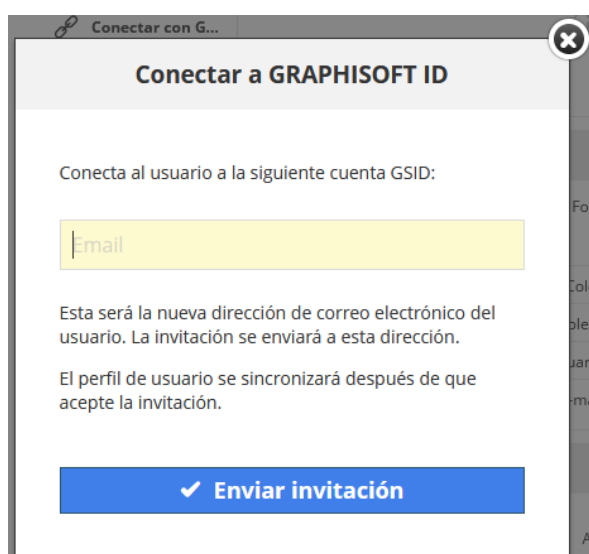 Conectar con G...
Conectar a GRAPHISOFT ID
Conecta al usuario a la siguiente cuenta GSID:
Email
Esta será la nueva dirección de correo electrónico del
usuario. La invitación se enviará a esta dirección.
El perfil de usuario se sincronizará después de que
acepte la invitación.
Enviar invitación